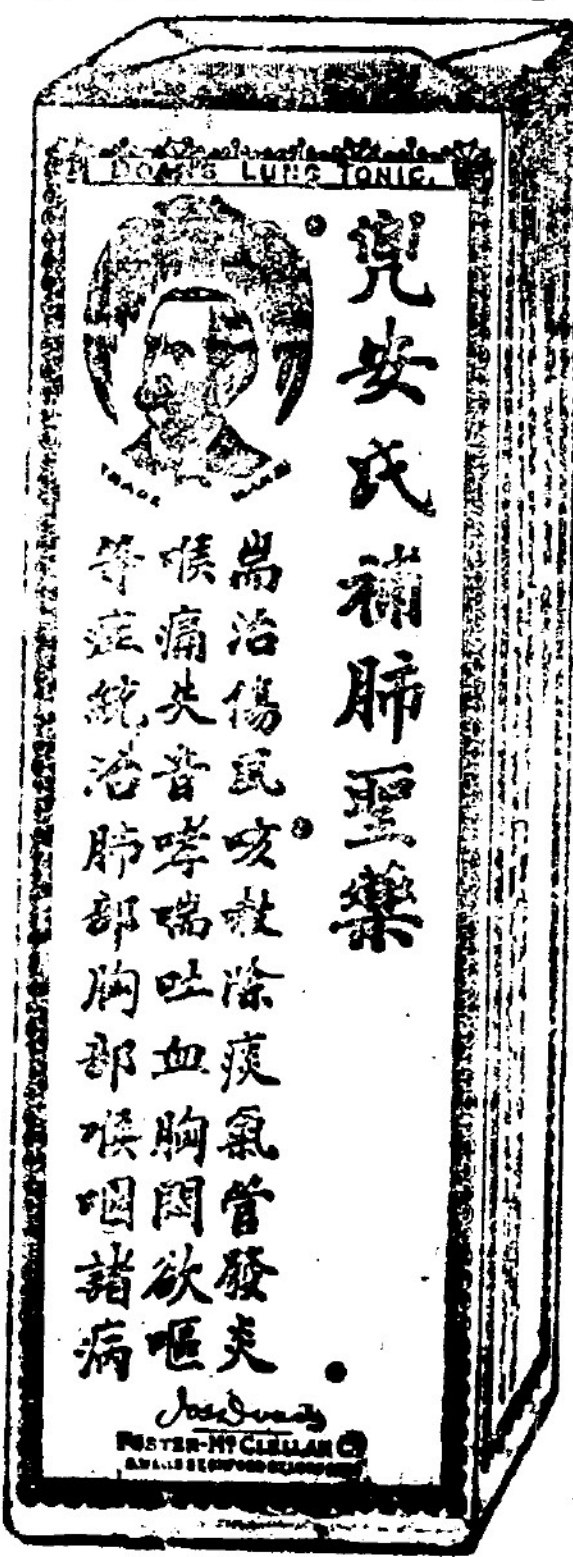 DOAN'S LUNG TONIC.
TRADE MARK
兜安氏補肺聖藥
耑治傷風咳嗽除痰氣管發炎
喉痛失音哮喘吐血胸悶欲嘔
等症統治肺部胸部喉咽諸病
FOSTER-McCLELLAN Co